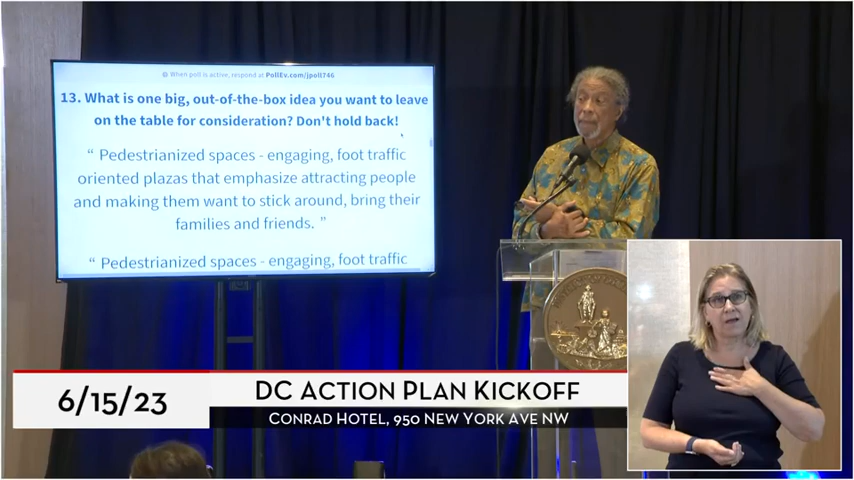 When poll is active, respond at PollEv.com/jpoll746
13. What is one big, out-of-the-box idea you want to leave
on the table for consideration? Don't hold back!
“ Pedestrianized spaces - engaging, foot traffic
oriented plazas that emphasize attracting people
and making them want to stick around, bring their
families and friends. ”
“ Pedestrianized spaces - engaging, foot traffic
6/15/23
DC ACTION PLAN KICKOFF
CONRAD HOTEL, 950 NEW YORK AVE NW